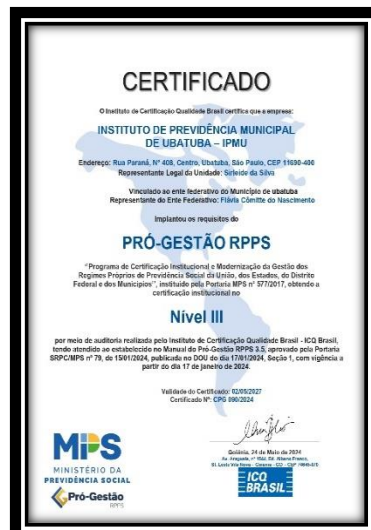 CERTIFICADO
O Instituto de Certificação Qualidade Brasil certifica que a empresa:
INSTITUTO DE PREVIDÊNCIA MUNICIPAL
DE UBATUBA – IPMU
Endereço: Rua Paraná, Nº 408, Centro, Ubatuba, São Paulo, CEP 11690-400
Representante Legal da Unidade: Sirleide da Silva
Vinculado ao ente federativo do Município de ubatuba
Representante do Ente Federativo: Flávia Cômitte do Nascimento
Implantou os requisitos do
PRÓ-GESTÃO RPPS
“Programa de Certificação Institucional e Modernização da Gestão dos
Regimes Próprios de Previdência Social da União, dos Estados, do Distrito
Federal e dos Municípios”, instituído pela Portaria MPS nº 577/2017, obtendo a
certificação institucional no
Nível III
por meio de auditoria realizada pelo Instituto de Certificação Qualidade Brasil - ICQ Brasil,
tendo atendido ao estabelecido no Manual do Pró-Gestão RPPS 3.5, aprovado pela Portaria
SRPC/MPS nº 79, de 15/01/2024, publicada no DOU do dia 17/01/2024, Seção 1, com vigência a
partir do dia 17 de janeiro de 2024.
Validade do Certificado: 02/05/2027
Certificado Nº: CPG 090/2024
MPS
MINISTÉRIO DA
PREVIDÊNCIA SOCIAL
Pró-Gestão
RPPS
Goiânia, 24 de Maio de 2024
ICQ
BRASIL